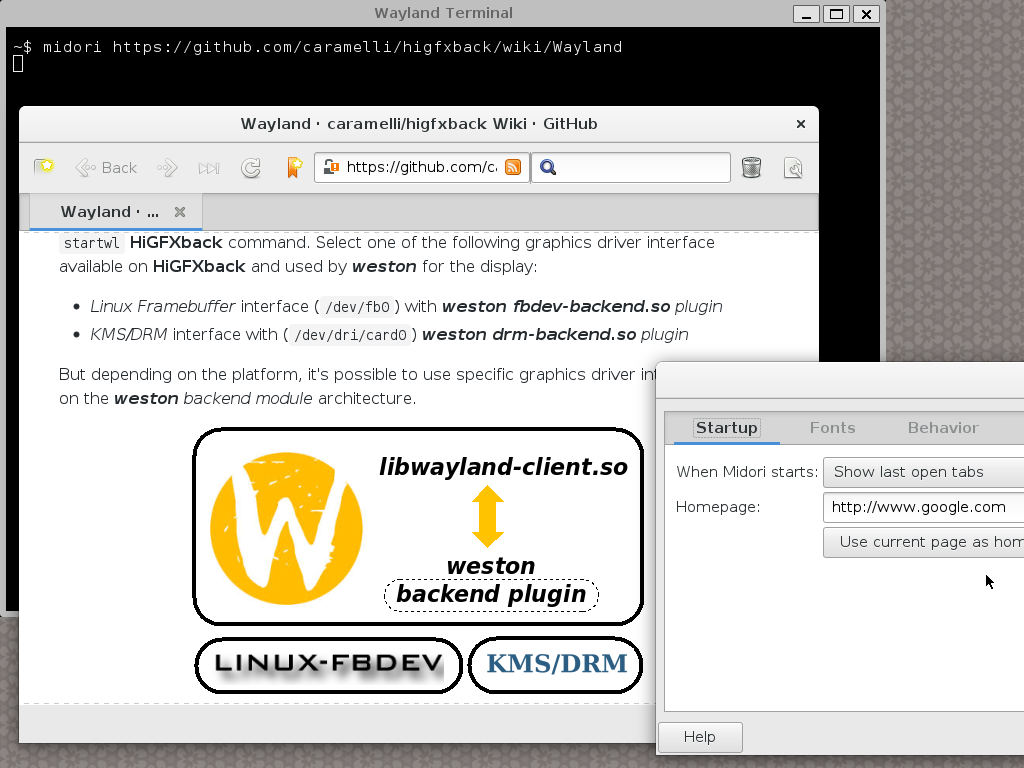 Wayland Terminal
~$ midori https://github.com/caramelli/higfxback/wiki/Wayland
Wayland · caramelli/higfxback Wiki · GitHub
Back
https://github.com/c
Wayland · ...
startwl HiGFXback command. Select one of the following graphics driver interface
available on HiGFXback and used by weston for the display:
• Linux Framebuffer interface ( /dev/fb0 ) with weston fbdev-backend.so plugin
• KMS/DRM interface with ( /dev/dri/card0 ) weston drm-backend.so plugin
But depending on the platform, it's possible to use specific graphics driver
on the weston backend module architecture.
libwayland-client.so
weston
backend plugin
LINUX-FBDEV
KMS/DRM
Startup Fonts Behavior
When Midori starts: Show last open tabs
Homepage: http://www.google.com
Use current page as hom
Help